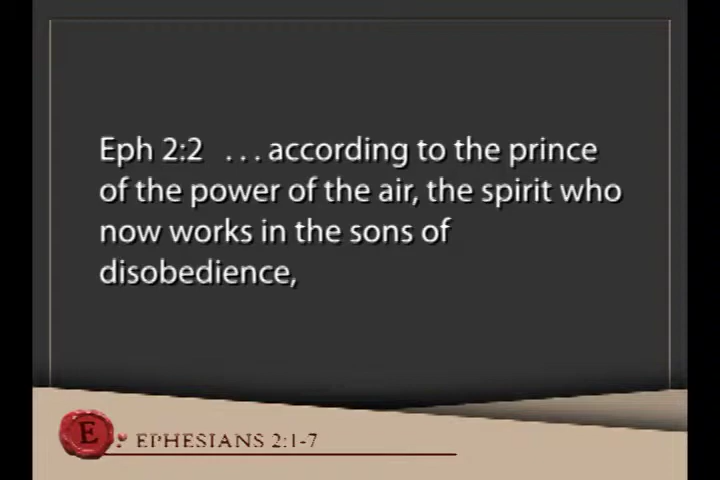 Eph 2:2 ... according to the prince
of the power of the air, the spirit who
now works in the sons of
disobedience,
E
EPHESIANS 2:1-7